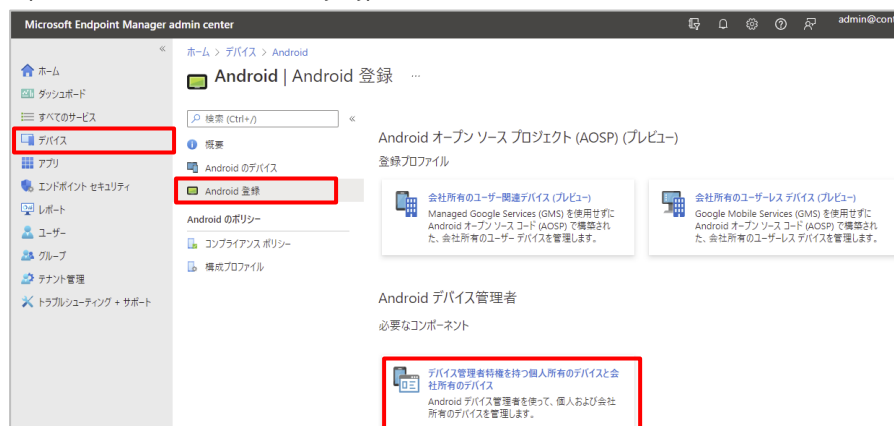 Microsoft Endpoint Manager admin center
admin@cont
ホーム > デバイス > Android
Android | Android 登録 …
«
ホーム
ダッシュボード
すべてのサービス
デバイス
アプリ
エンドポイント セキュリティ
レポート
ユーザー
グループ
テナント管理
トラブルシューティング + サポート
検索 (Ctrl+/)
«
概要
Android のデバイス
Android 登録
Android のポリシー
コンプライアンス ポリシー
構成プロファイル
Android オープン ソース プロジェクト (AOSP) (プレビュー)
登録プロファイル
会社所有のユーザー関連デバイス (プレビュー)
Managed Google Services (GMS) を使用せずに
Android オープン ソース コード (AOSP) で構築され
た、会社所有のユーザー デバイスを管理します。
会社所有のユーザーレス デバイス (プレビュー)
Google Mobile Services (GMS) を使用せずに
Android オープン ソース コード (AOSP) で構築され
た、会社所有のユーザーレス デバイスを管理します。
Android デバイス管理者
必要なコンポーネント
デバイス管理者特権を持つ個人所有のデバイスと会
社所有のデバイス
Android デバイス管理者を使って、個人および会社
所有のデバイスを管理します。